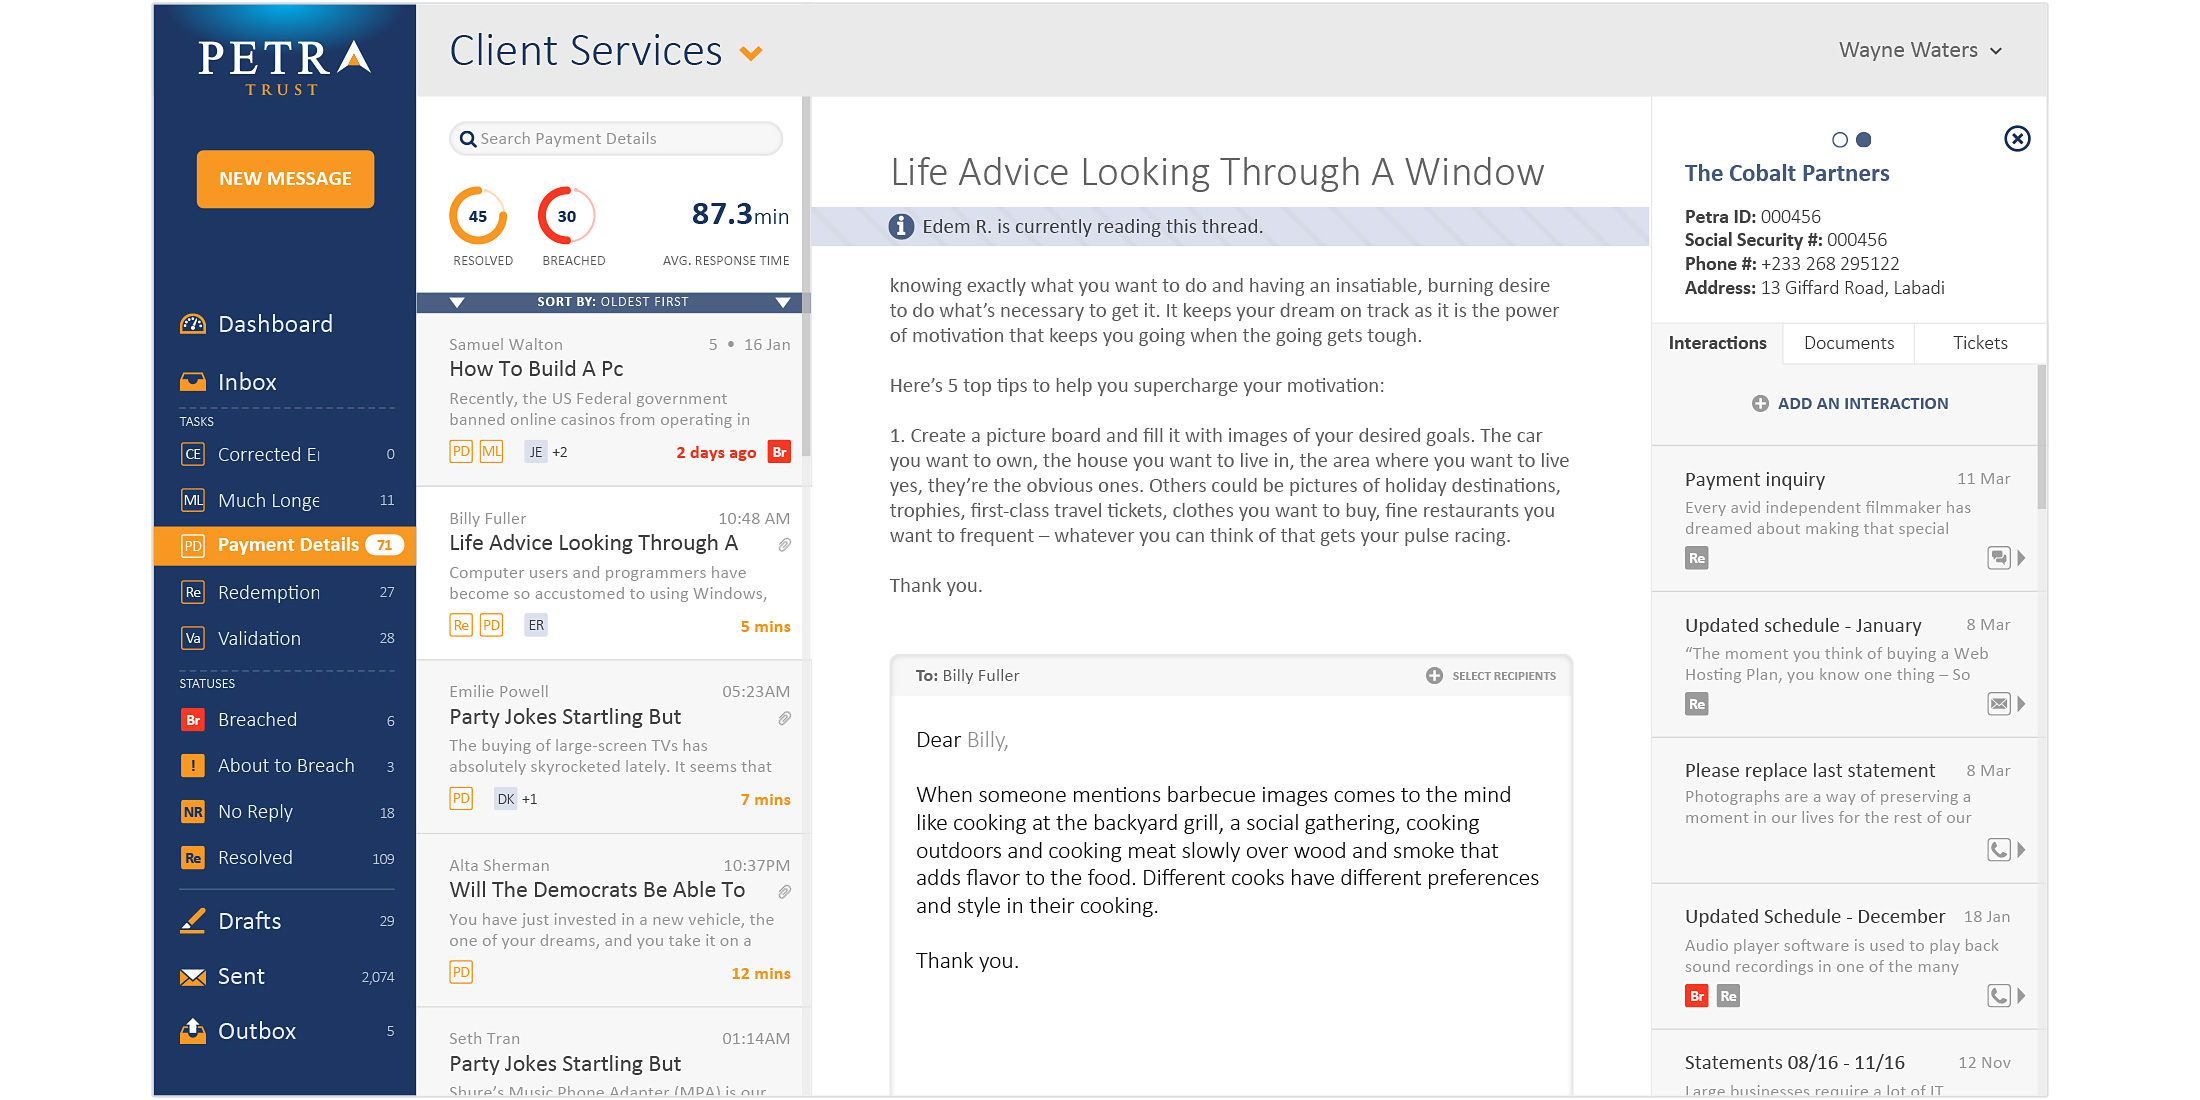 PETRA
TRUST
NEW MESSAGE
Dashboard
Inbox
TASKS
CE Corrected Er 0
ML Much Longe 11
PD Payment Details 71
Re Redemption 27
Va Validation 28
STATUSES
Br Breached 6
! About to Breach 3
NR No Reply 18
Re Resolved 109
Drafts 29
Sent 2,074
Outbox 5
Client Services
Wayne Waters
Search Payment Details
45
30
87.3min
RESOLVED
BREACHED
AVG. RESPONSE TIME
SORT BY: OLDEST FIRST
Samuel Walton 5 • 16 Jan
How To Build A Pc
Recently, the US Federal government
banned online casinos from operating in
PD ML JE +2 2 days ago Br
Billy Fuller 10:48 AM
Life Advice Looking Through A
Computer users and programmers have
become so accustomed to using Windows,
Re PD ER 5 mins
Emilie Powell 05:23AM
Party Jokes Startling But
The buying of large-screen TVs has
absolutely skyrocketed lately. It seems that
PD DK +1 7 mins
Alta Sherman 10:37PM
Will The Democrats Be Able To
You have just invested in a new vehicle, the
one of your dreams, and you take it on a
PD 12 mins
Seth Tran 01:14AM
Party Jokes Startling But
Shure's Music Phone Adapter (MPA) is our
Life Advice Looking Through A Window
Edem R. is currently reading this thread.
knowing exactly what you want to do and having an insatiable, burning desire
to do what's necessary to get it. It keeps your dream on track as it is the power
of motivation that keeps you going when the going gets tough.
Here's 5 top tips to help you supercharge your motivation:
1. Create a picture board and fill it with images of your desired goals. The car
you want to own, the house you want to live in, the area where you want to live
yes, they're the obvious ones. Others could be pictures of holiday destinations,
trophies, first-class travel tickets, clothes you want to buy, fine restaurants you
want to frequent – whatever you can think of that gets your pulse racing.
Thank you.
To: Billy Fuller
SELECT RECIPIENTS
Dear Billy,
When someone mentions barbecue images comes to the mind
like cooking at the backyard grill, a social gathering, cooking
outdoors and cooking meat slowly over wood and smoke that
adds flavor to the food. Different cooks have different preferences
and style in their cooking.
Thank you.
The Cobalt Partners
Petra ID: 000456
Social Security #: 000456
Phone #: +233 268 295122
Address: 13 Giffard Road, Labadi
Interactions Documents Tickets
ADD AN INTERACTION
Payment inquiry 11 Mar
Every avid independent filmmaker has
dreamed about making that special
Re
Updated schedule - January 8 Mar
“The moment you think of buying a Web
Hosting Plan, you know one thing – So
Re
Please replace last statement 8 Mar
Photographs are a way of preserving a
moment in our lives for the rest of our
Updated Schedule - December 18 Jan
Audio player software is used to play back
sound recordings in one of the many
Br Re
Statements 08/16 - 11/16 12 Nov
Large businesses require a lot of IT